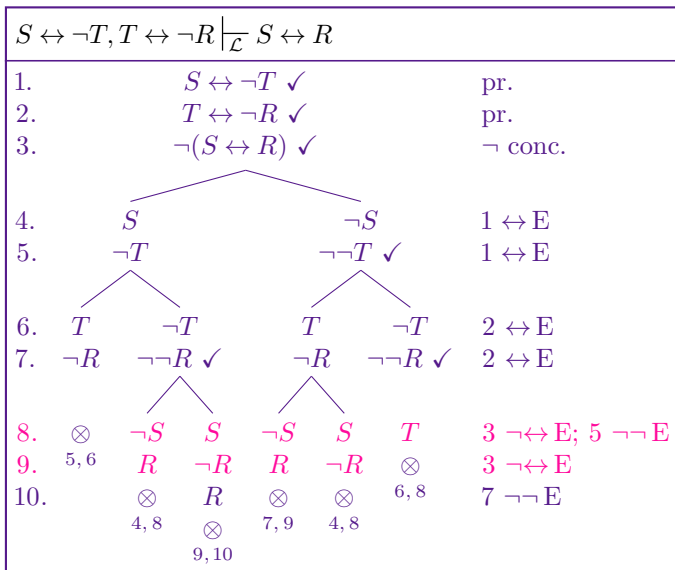 S ↔ ¬T, T ↔ ¬R ⊢ℒ S ↔ R
1. S ↔ ¬T ✓ pr.
2. T ↔ ¬R ✓ pr.
3. ¬(S ↔ R) ✓ ¬ conc.
4. S ¬S 1 ↔E
5. ¬T ¬¬T ✓ 1 ↔E
6. T ¬T T ¬T 2 ↔E
7. ¬R ¬¬R ✓ ¬R ¬¬R ✓ 2 ↔E
8. ⊗ ¬S S ¬S S T 3 ¬↔E; 5 ¬¬E
5, 6
9. R ¬R R ¬R ⊗ 3 ¬↔E
6, 8
10. ⊗ R ⊗ ⊗ 7 ¬¬E
4, 8 ⊗ 7, 9 4, 8
9, 10